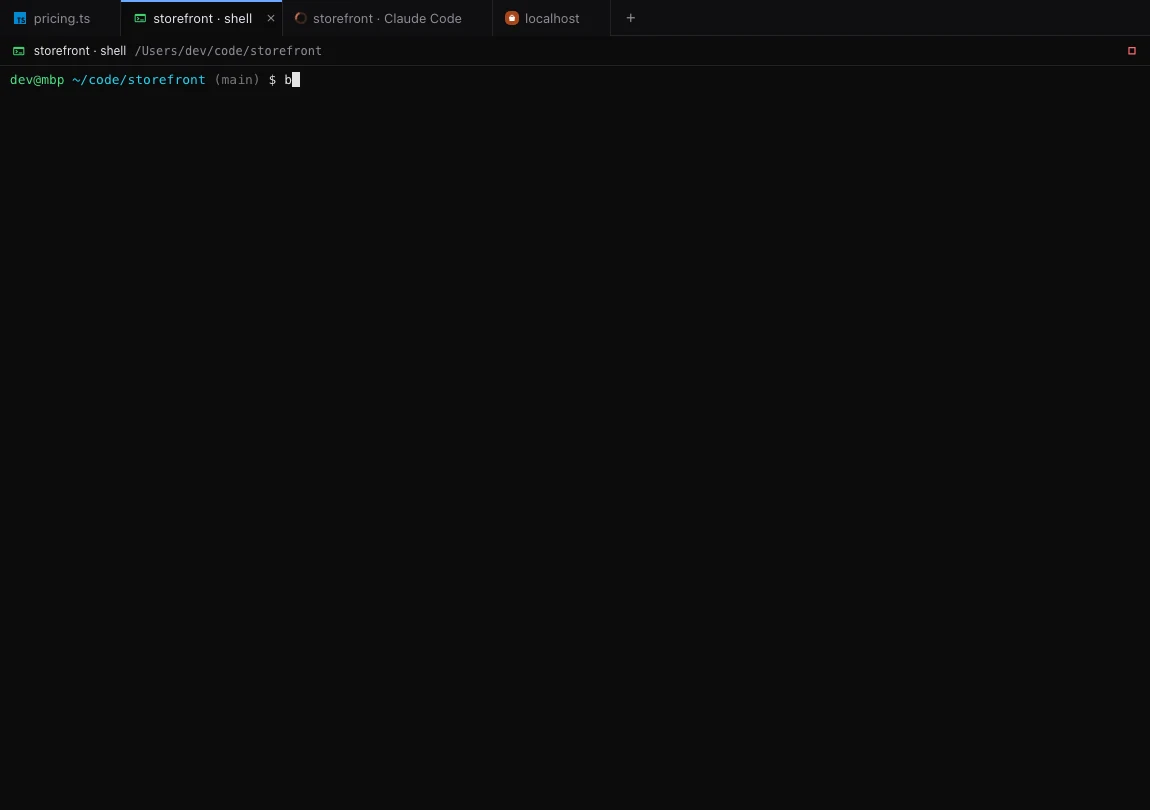 pricing.ts storefront · shell × storefront · Claude Code localhost +
storefront · shell /Users/dev/code/storefront
dev@mbp ~/code/storefront (main) $ b